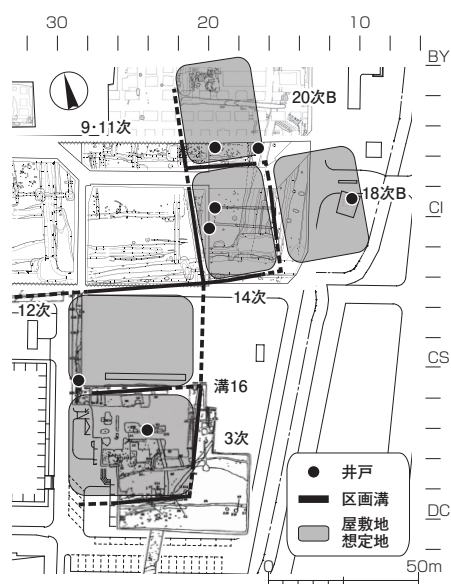 30 20 10
BY
20次B
9・11次
18次B
CI
14次
12次
CS
溝16
3次
井戸
区画溝
屋敷地
想定地
DC
0 50m